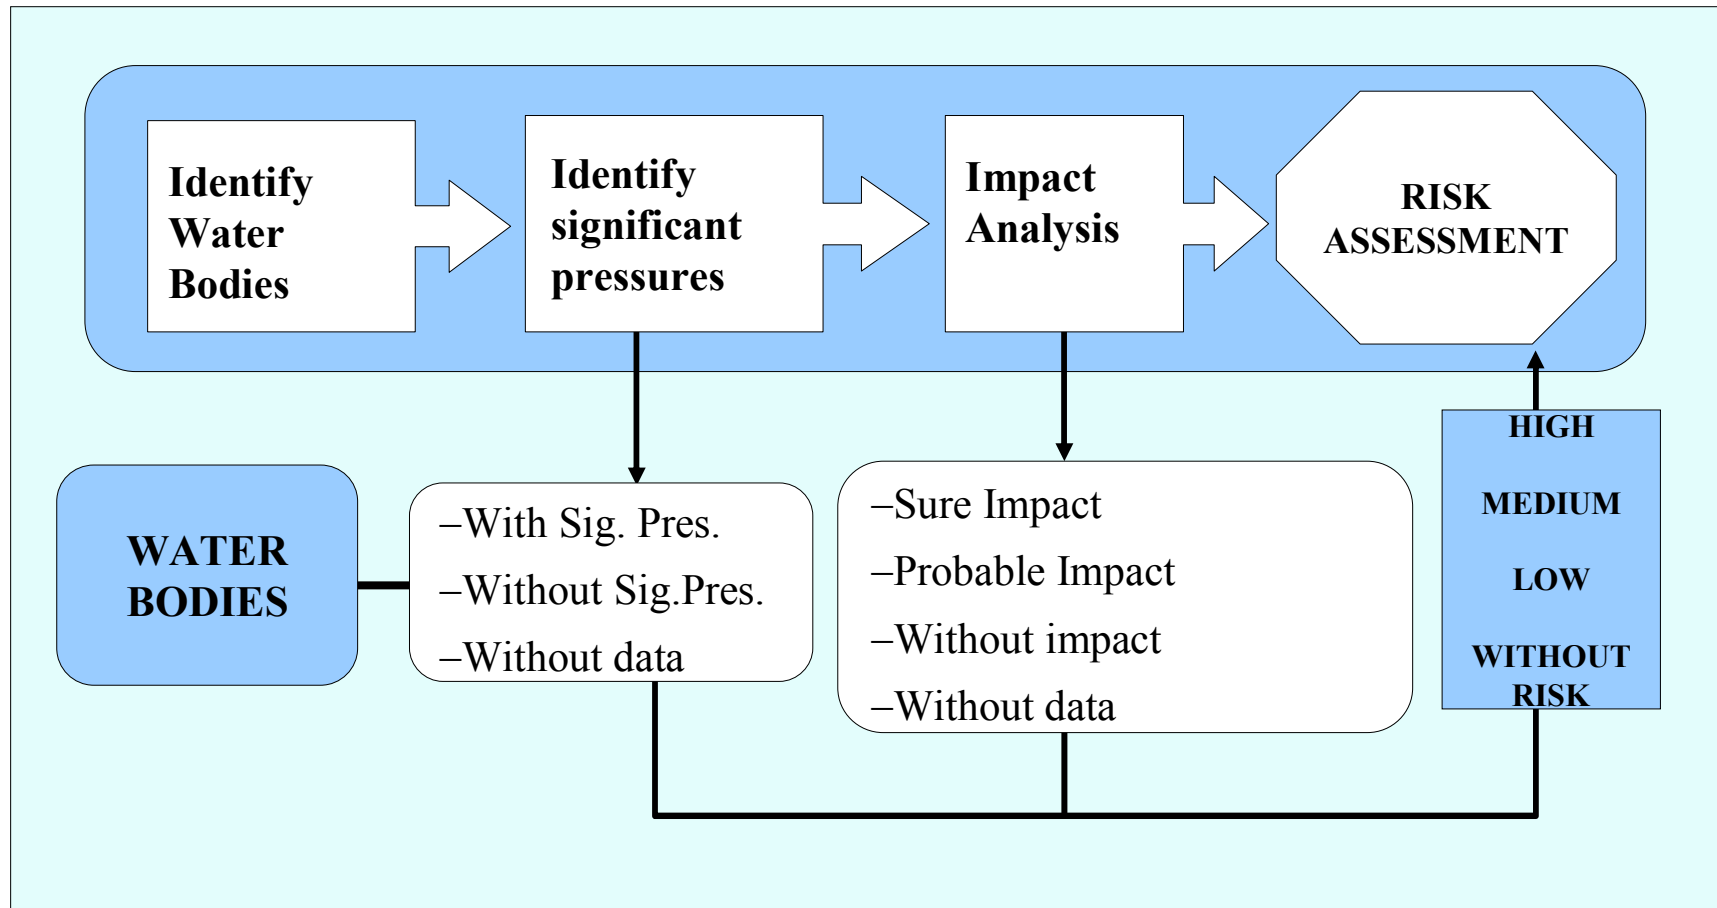 Identify
Water
Bodies
Identify
significant
pressures
Impact
Analysis
RISK
ASSESSMENT
WATER
BODIES
–With Sig. Pres.
–Without Sig.Pres.
–Without data
–Sure Impact
–Probable Impact
–Without impact
–Without data
HIGH
MEDIUM
LOW
WITHOUT
RISK